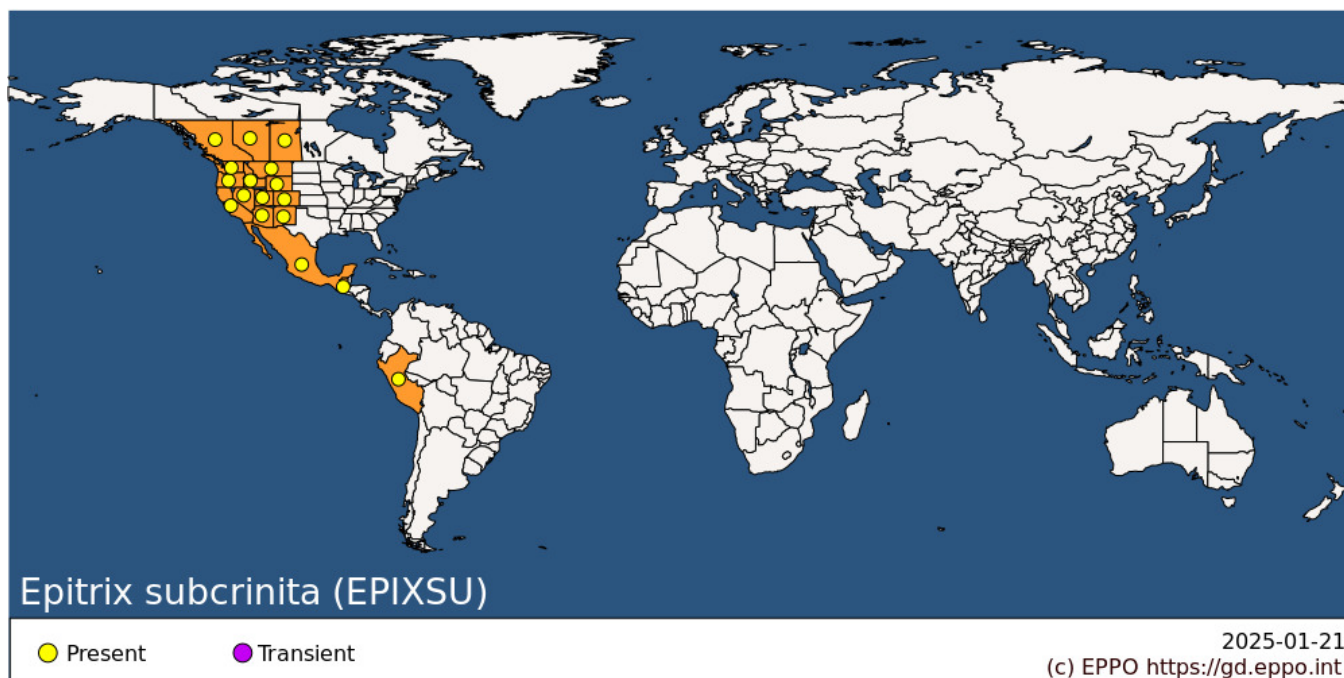 Epitrix subcrinita (EPIXSU)
Present
Transient
2025-01-21
(c) EPPO https://gd.eppo.int